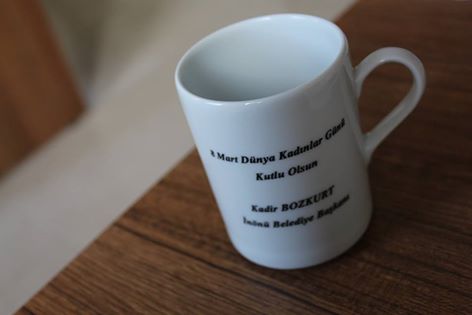 8 Mart Dünya Kadınlar Günü
Kutlu Olsun
Kadir BOZKURT
İnönü Belediye Başkanı